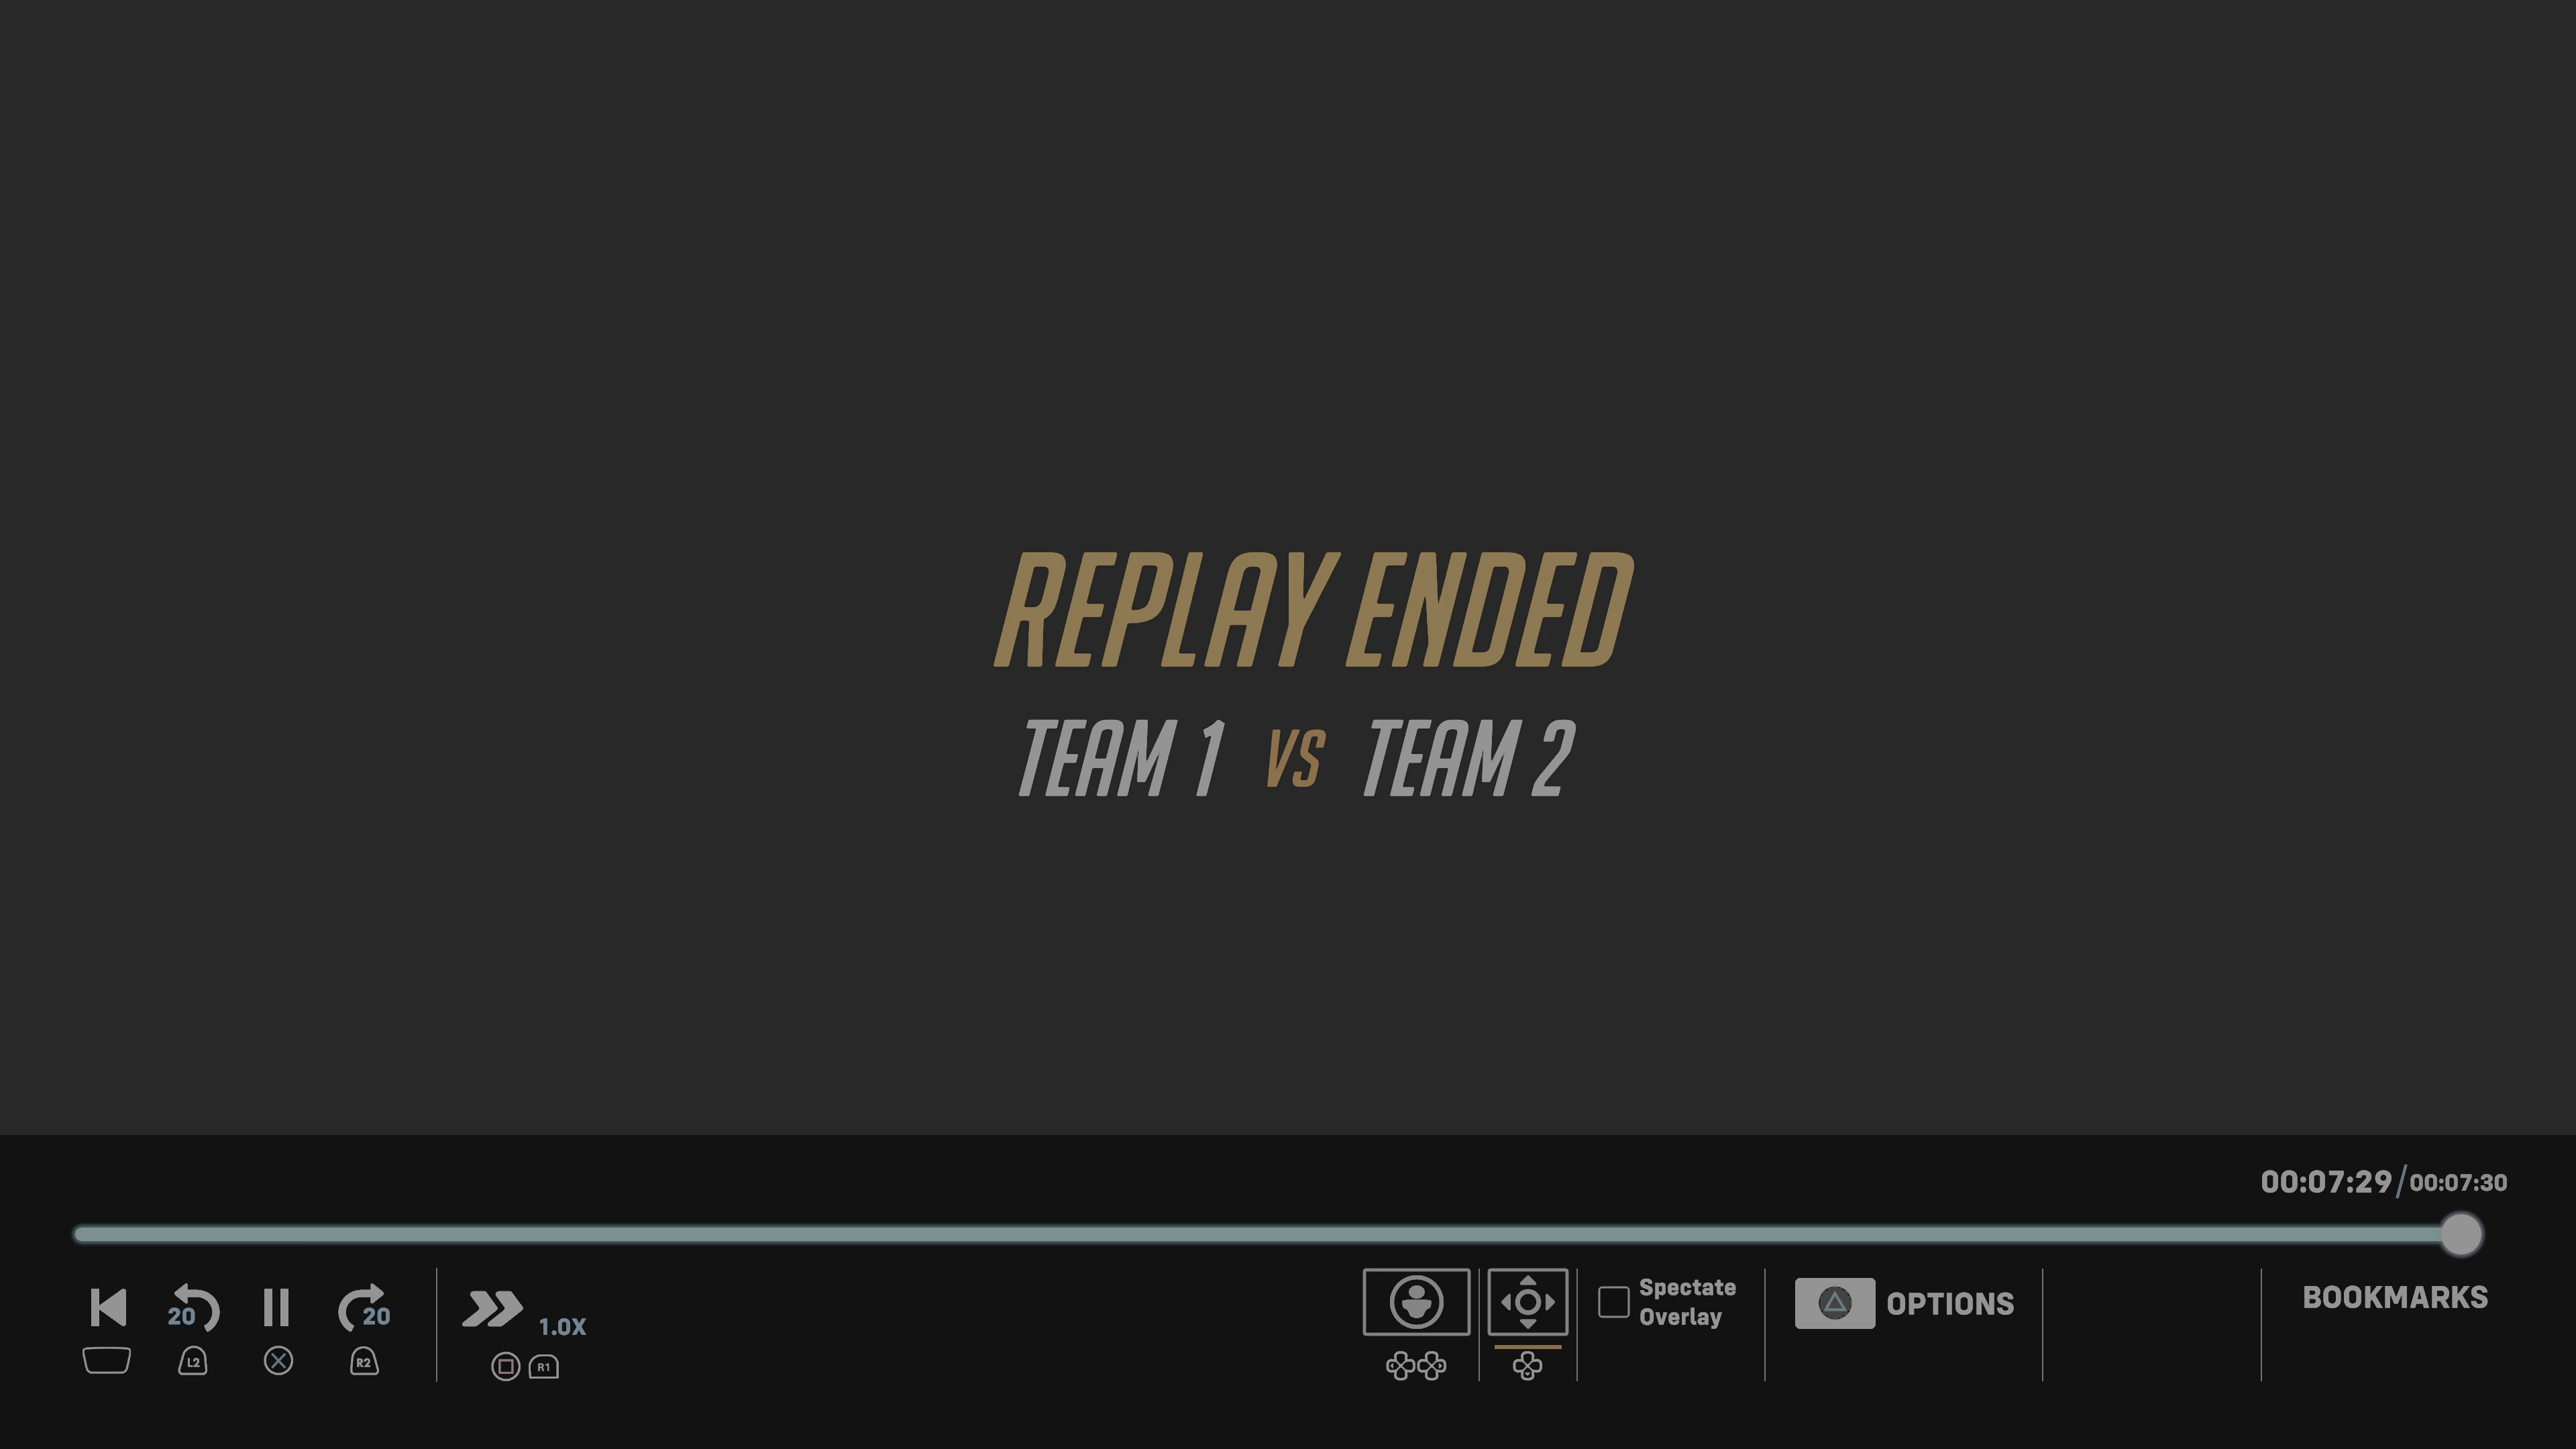 REPLAY ENDED
TEAM 1 VS TEAM 2
00:07:29/00:07:30
20 20 1.0X
L2 R2 R1
Spectate
Overlay
OPTIONS
BOOKMARKS